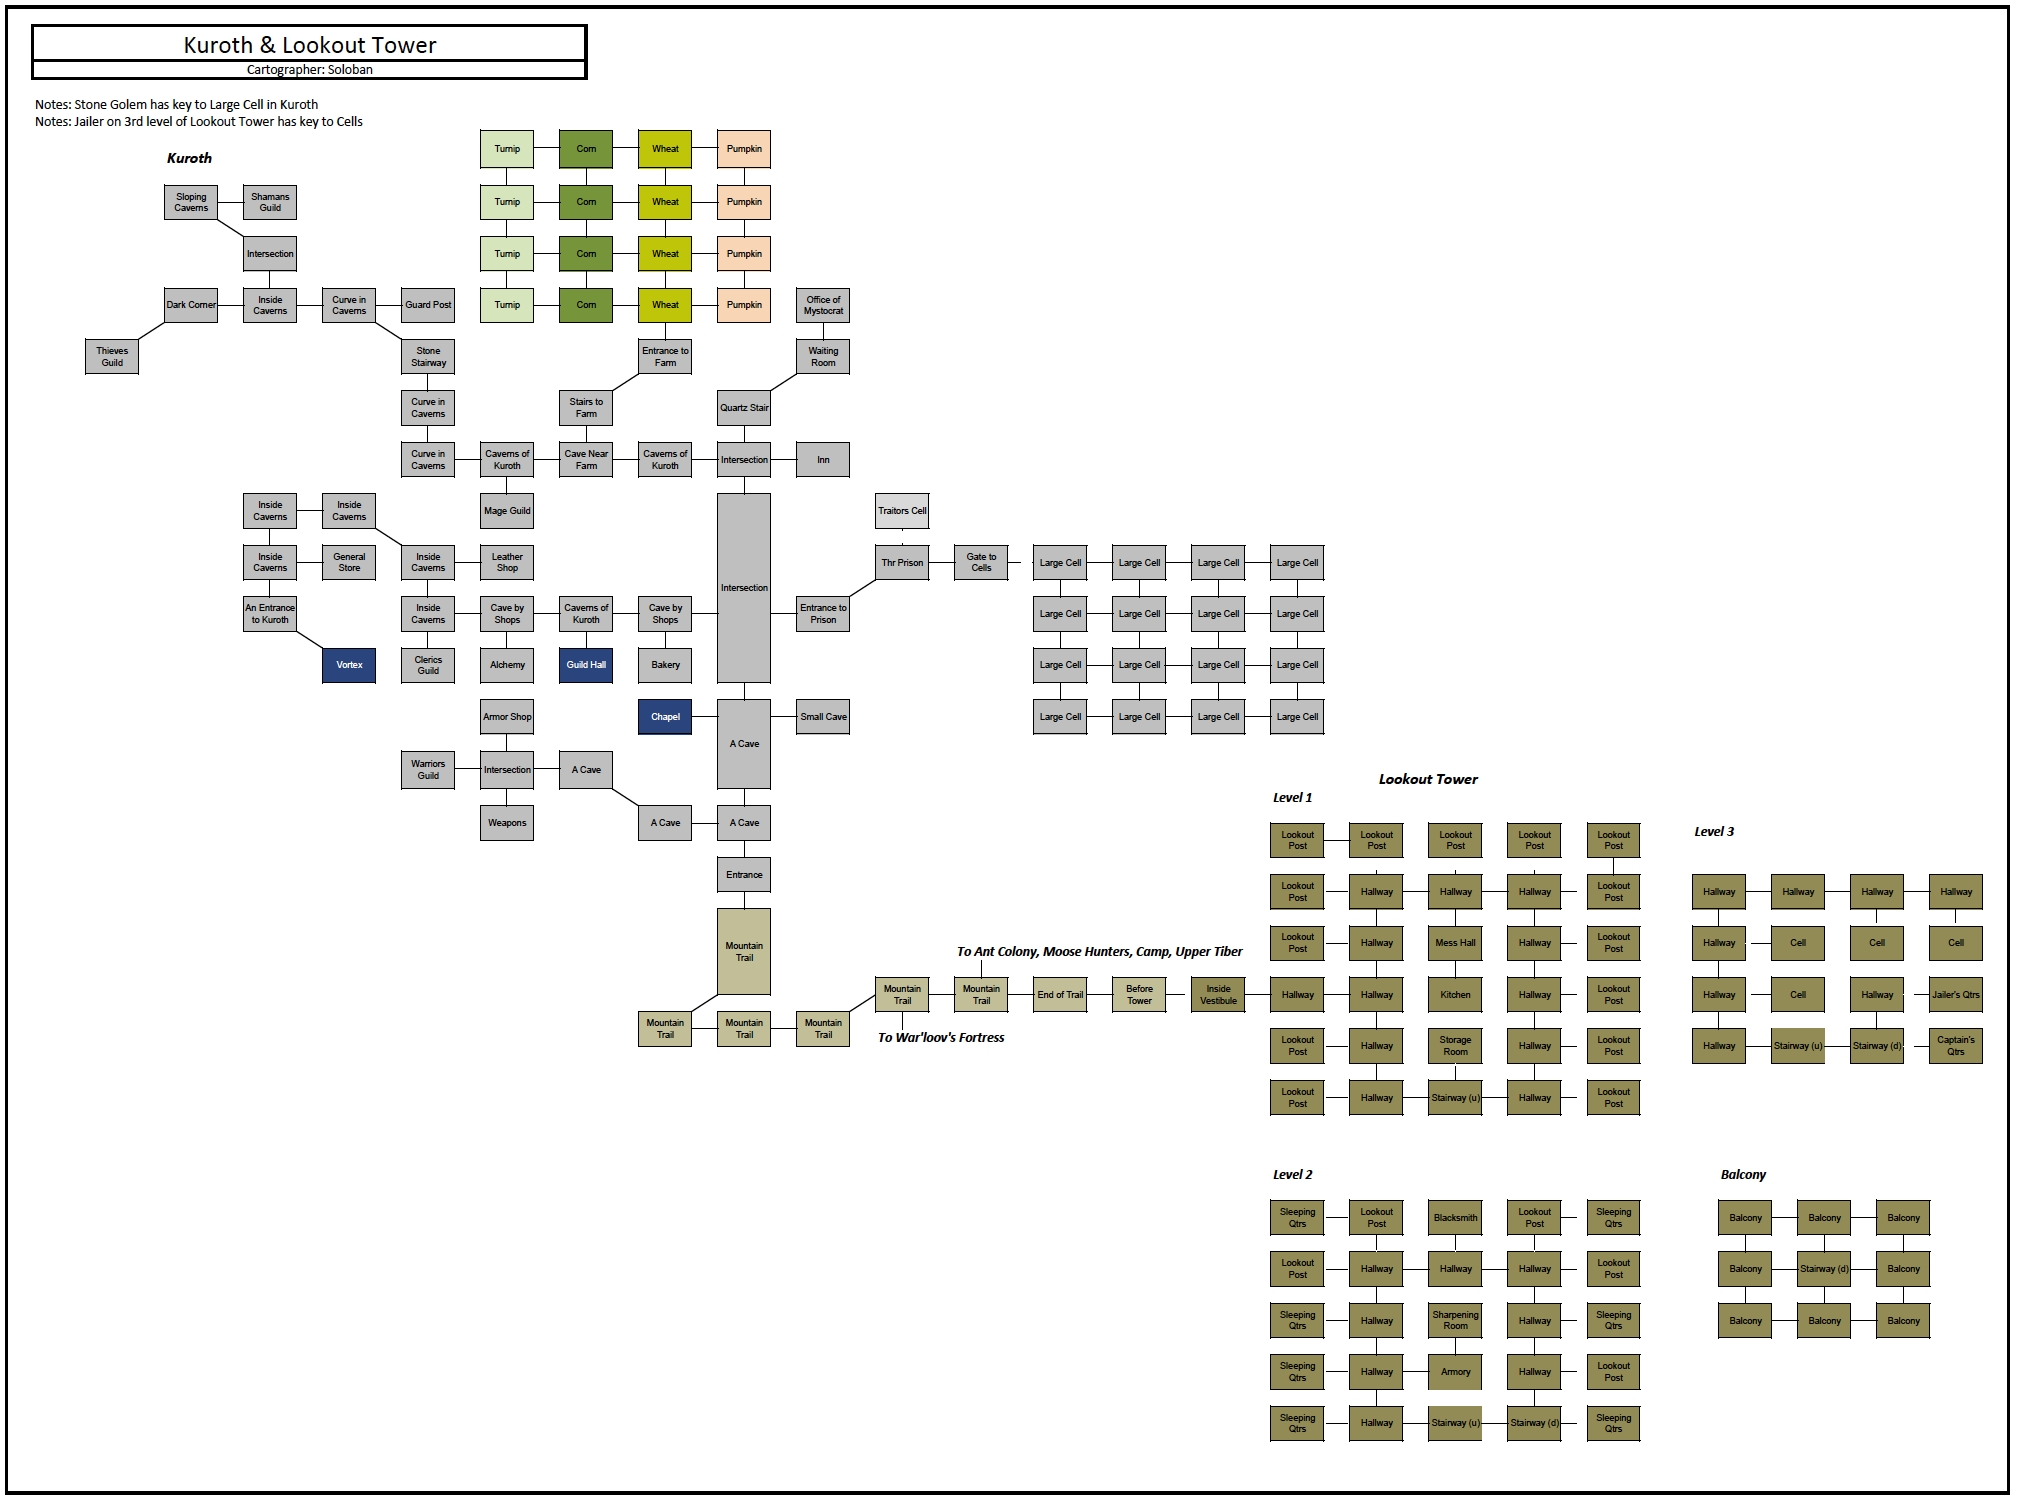 Kuroth & Lookout Tower
Cartographer: Soloban
Notes: Stone Golem has key to Large Cell in Kuroth
Notes: Jailer on 3rd level of Lookout Tower has key to Cells
Kuroth
Turnip Corn Wheat Pumpkin
Sloping Caverns
Shamans Guild
Turnip Corn Wheat Pumpkin
Intersection
Turnip Corn Wheat Pumpkin
Dark Corner
Inside Caverns
Curve in Caverns
Guard Post
Turnip Corn Wheat Pumpkin
Office of Mystocrat
Thieves Guild
Stone Stairway
Entrance to Farm
Waiting Room
Curve in Caverns
Stairs to Farm
Quartz Stair
Curve in Caverns
Caverns of Kuroth
Cave Near Farm
Caverns of Kuroth
Intersection
Inn
Inside Caverns
Inside Caverns
Mage Guild
Traitors Cell
Inside Caverns
General Store
Inside Caverns
Leather Shop
Intersection
Thr Prison
Gate to Cells
Large Cell Large Cell Large Cell Large Cell
An Entrance to Kuroth
Inside Caverns
Cave by Shops
Caverns of Kuroth
Cave by Shops
Entrance to Prison
Large Cell Large Cell Large Cell Large Cell
Vortex
Clerics Guild
Alchemy
Guild Hall
Bakery
Large Cell Large Cell Large Cell Large Cell
Armor Shop
Chapel
A Cave
Small Cave
Large Cell Large Cell Large Cell Large Cell
Warriors Guild
Intersection
A Cave
Weapons
A Cave
A Cave
Entrance
Mountain Trail
To Ant Colony, Moose Hunters, Camp, Upper Tiber
Mountain Trail
Mountain Trail
End of Trail
Before Tower
Inside Vestibule
Mountain Trail
Mountain Trail
Mountain Trail
To War'loov's Fortress
Lookout Tower
Level 1
Lookout Post
Lookout Post
Lookout Post
Lookout Post
Lookout Post
Lookout Post
Hallway
Hallway
Hallway
Lookout Post
Lookout Post
Hallway
Mess Hall
Hallway
Lookout Post
Hallway
Hallway
Kitchen
Hallway
Lookout Post
Lookout Post
Hallway
Storage Room
Hallway
Lookout Post
Lookout Post
Hallway
Stairway (u)
Hallway
Lookout Post
Level 3
Hallway
Hallway
Hallway
Hallway
Hallway
Cell
Cell
Cell
Hallway
Cell
Hallway
Jailer's Qtrs
Hallway
Stairway (u)
Stairway (d)
Captain's Qtrs
Level 2
Sleeping Qtrs
Lookout Post
Blacksmith
Lookout Post
Sleeping Qtrs
Lookout Post
Hallway
Hallway
Hallway
Lookout Post
Sleeping Qtrs
Hallway
Sharpening Room
Hallway
Sleeping Qtrs
Sleeping Qtrs
Hallway
Armory
Hallway
Lookout Post
Sleeping Qtrs
Hallway
Stairway (u)
Stairway (d)
Sleeping Qtrs
Balcony
Balcony
Balcony
Balcony
Balcony
Stairway (d)
Balcony
Balcony
Balcony
Balcony